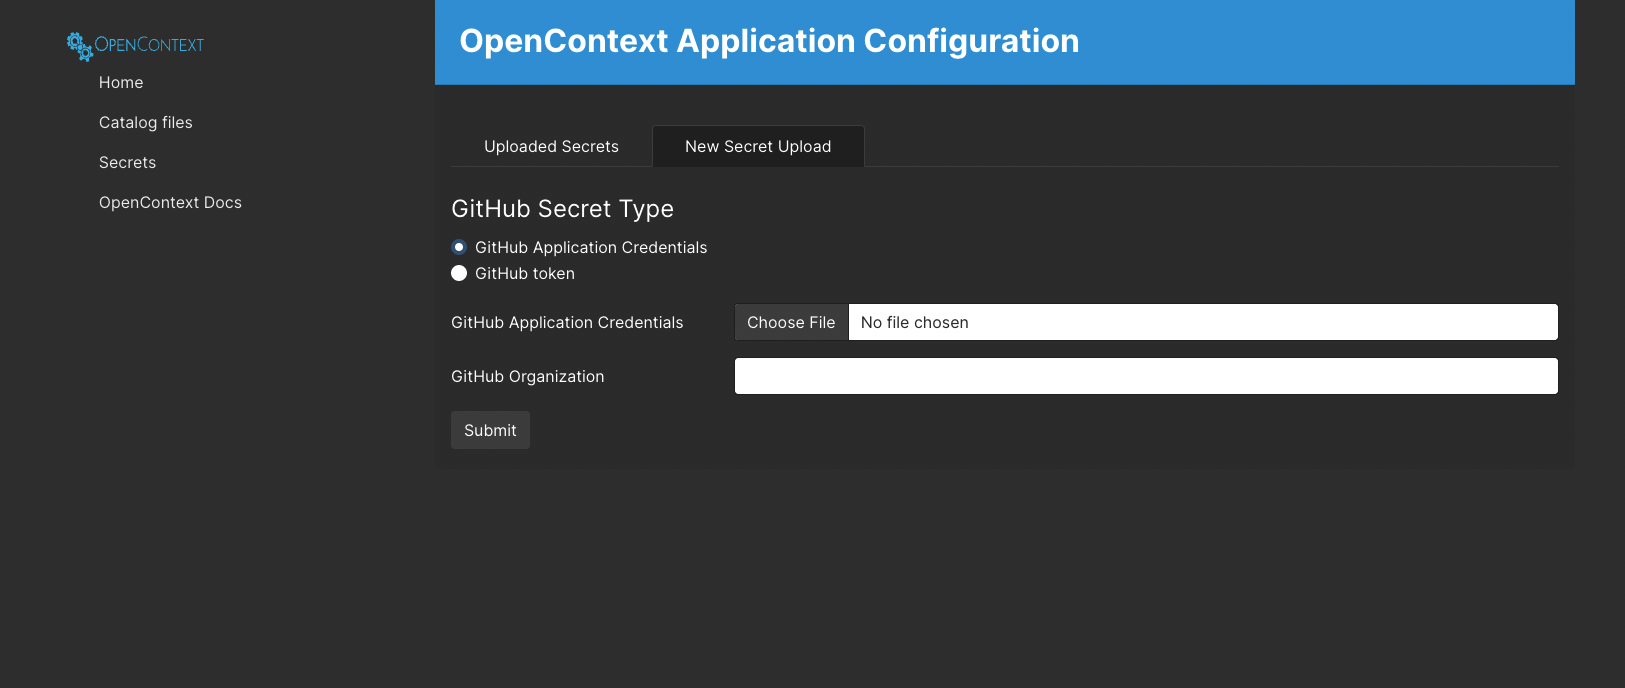 OPENCONTEXT
Home
Catalog files
Secrets
OpenContext Docs
OpenContext Application Configuration
Uploaded Secrets
New Secret Upload
GitHub Secret Type
GitHub Application Credentials
GitHub token
GitHub Application Credentials
Choose File
No file chosen
GitHub Organization
Submit